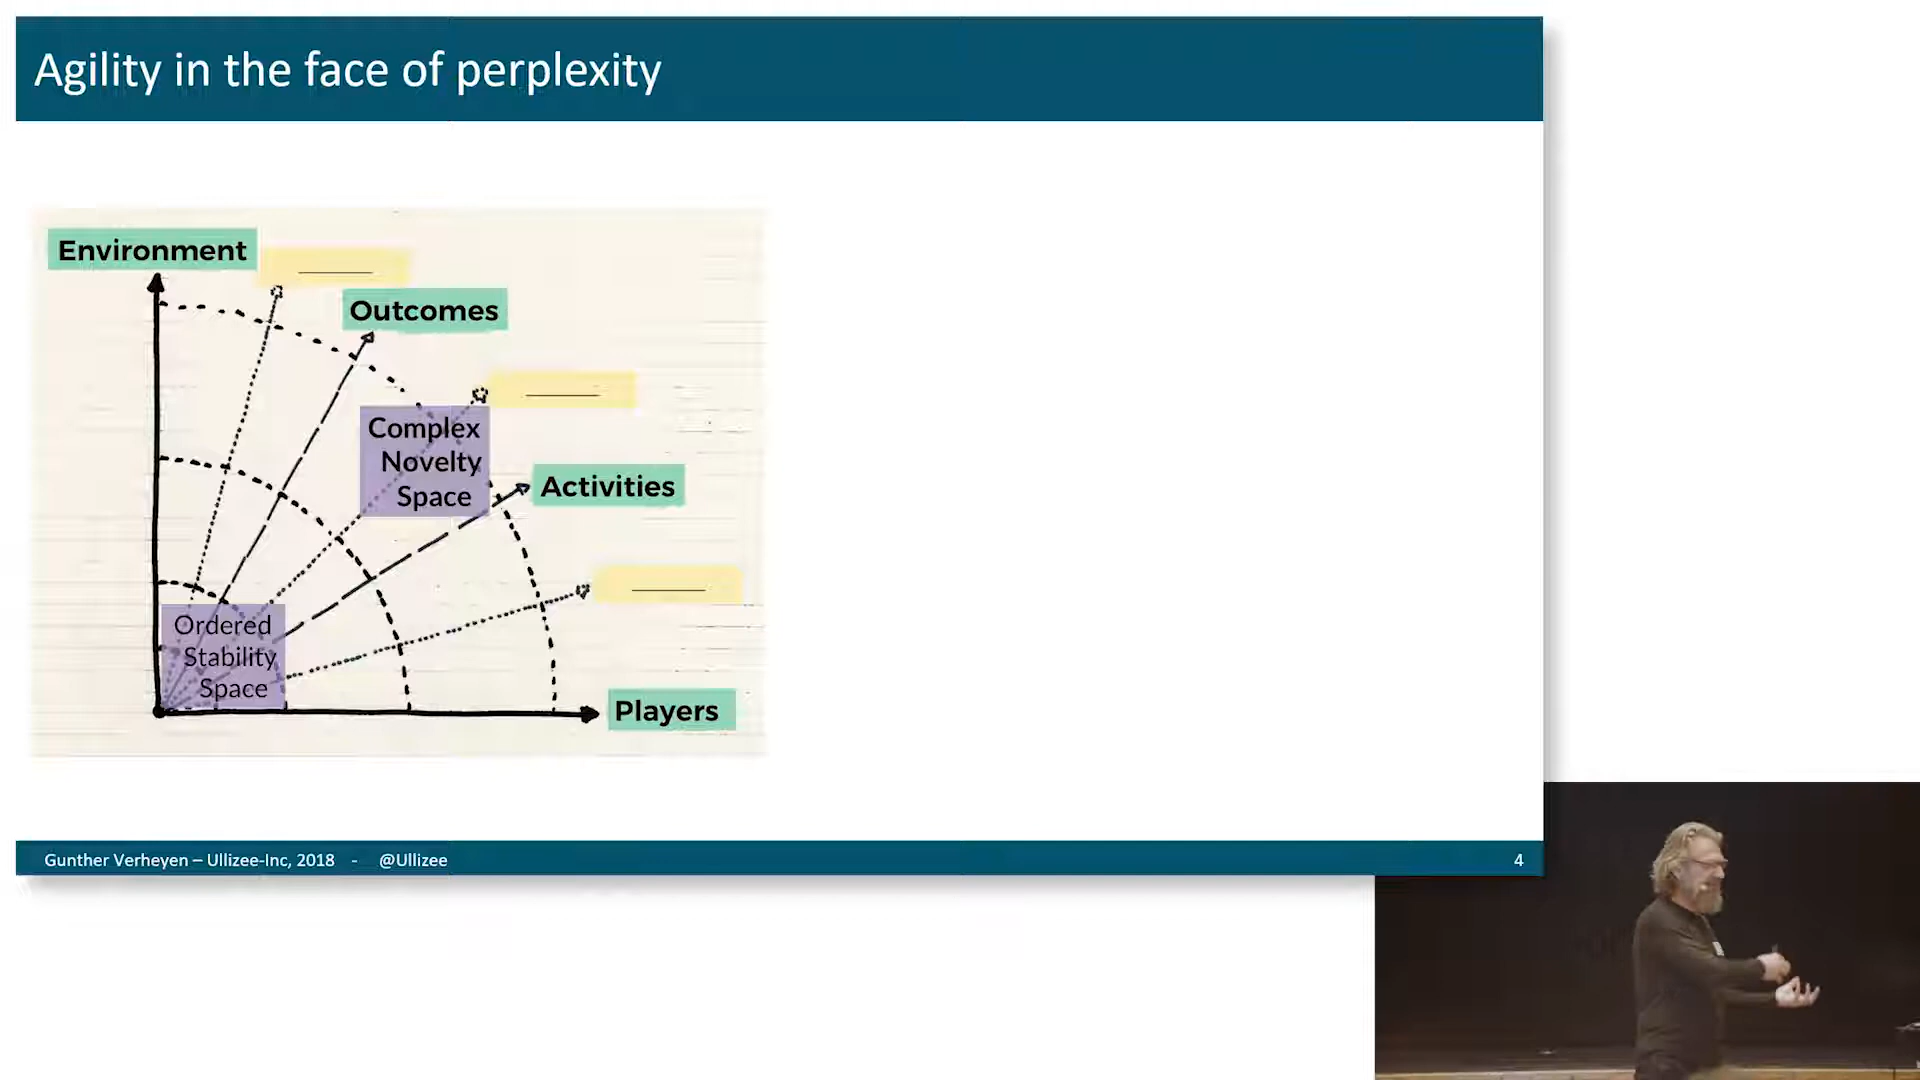 Agility in the face of perplexity
Environment
Outcomes
Complex
Novelty
Space
Activities
Ordered
Stability
Space
Players
Gunther Verheyen – Ullizee-Inc, 2018 - @Ullizee
4